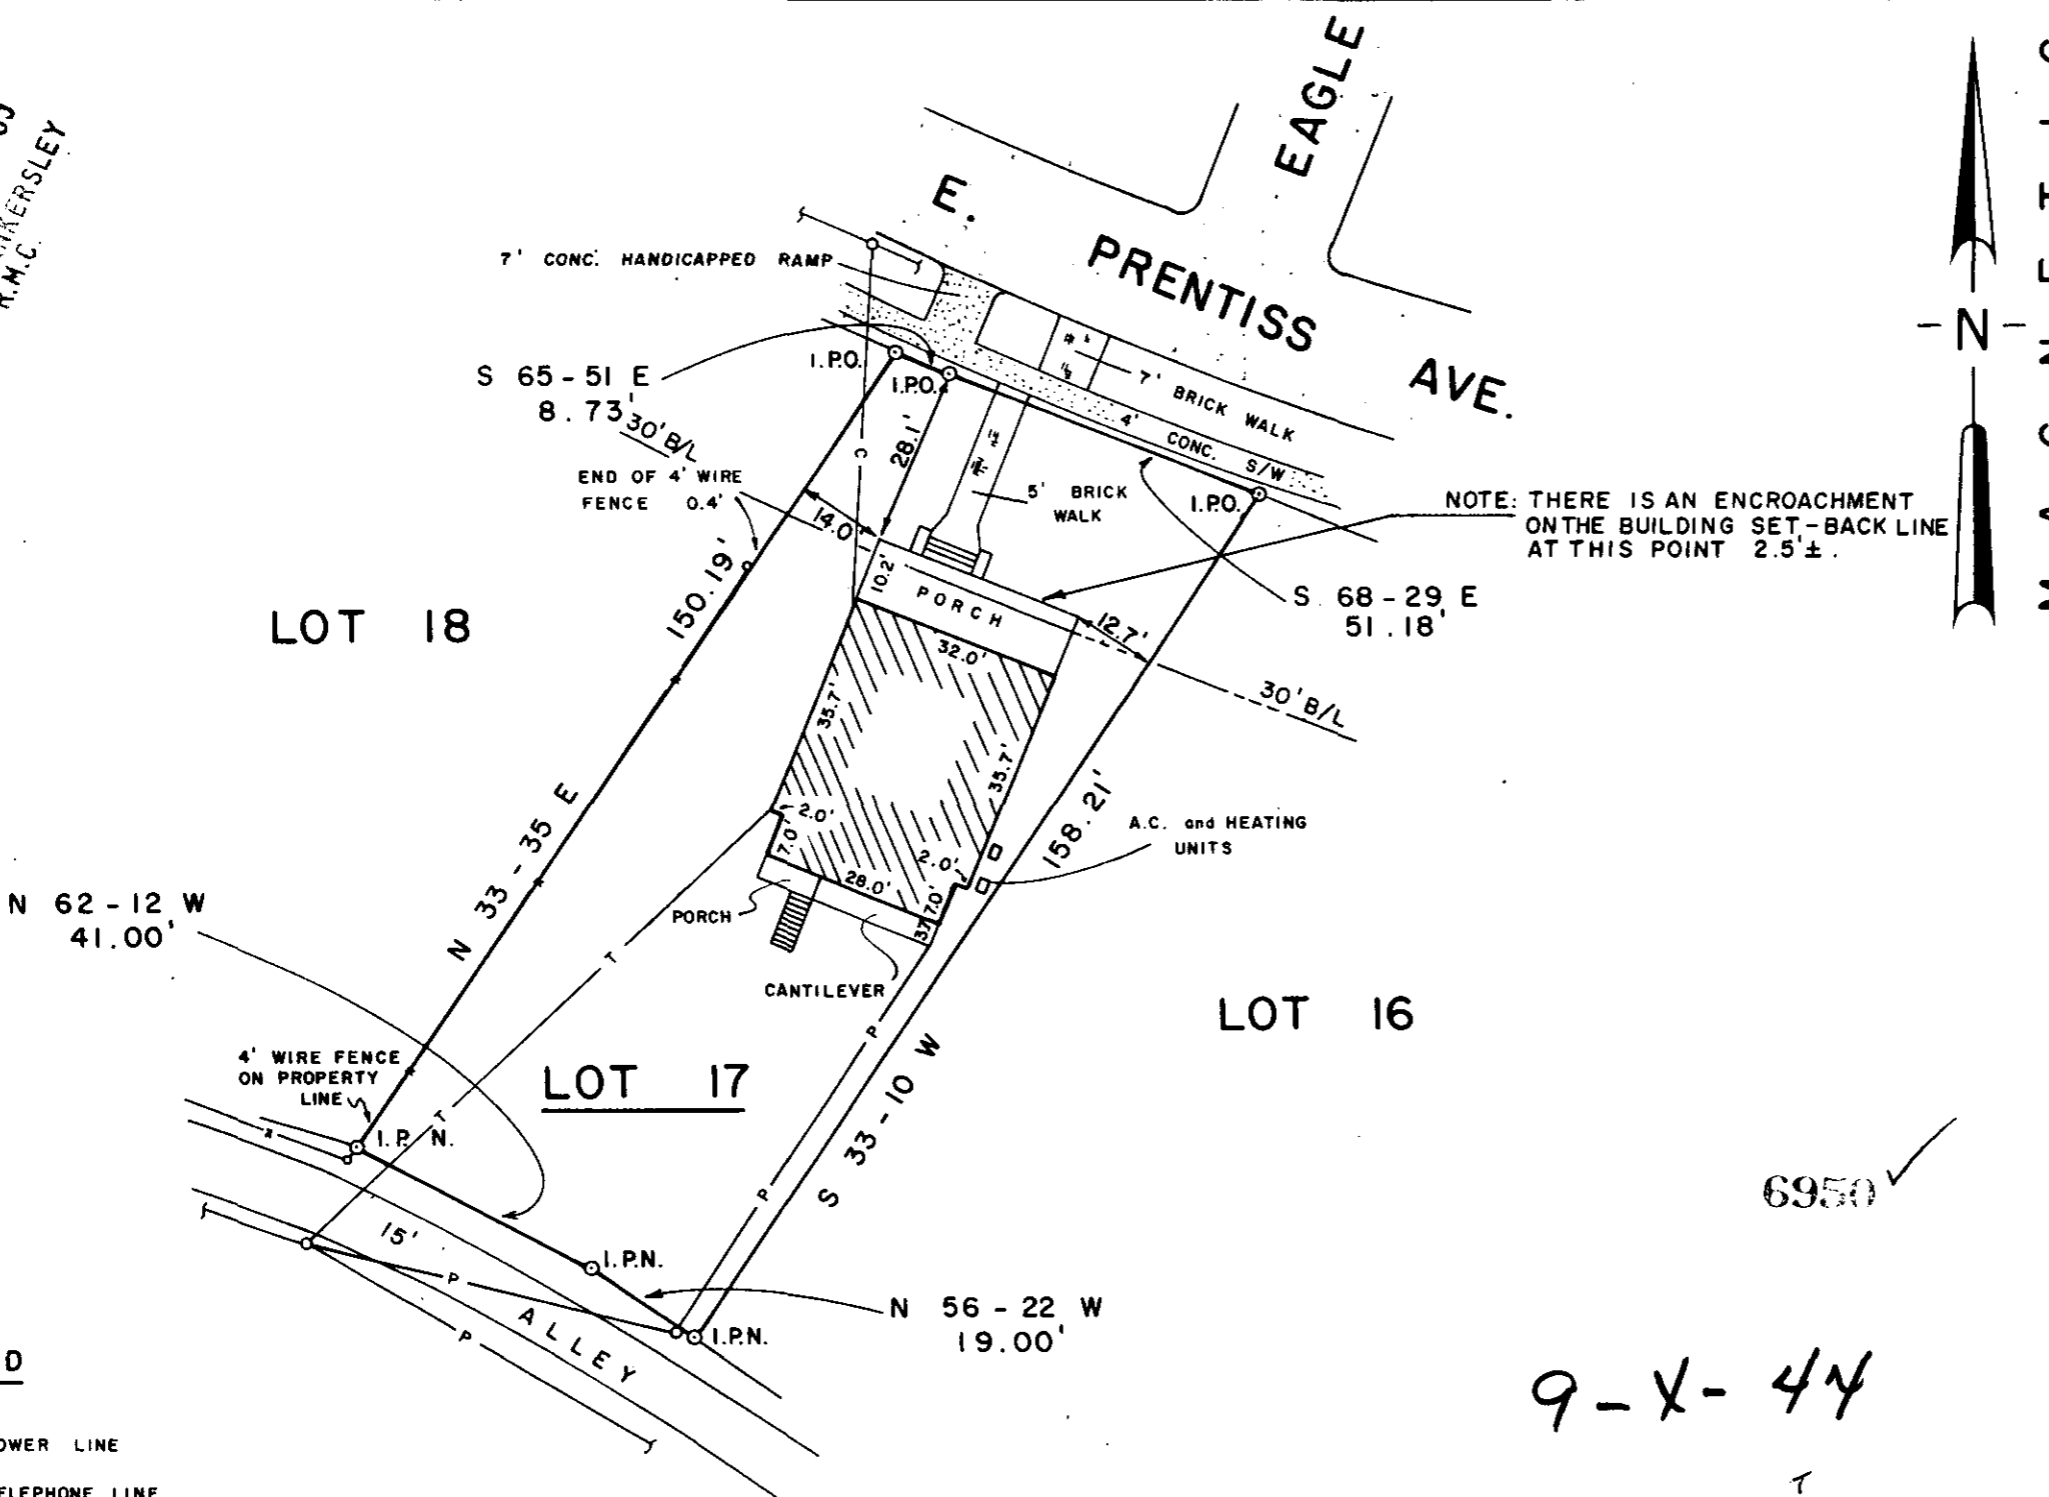 EAGLE
E. PRENTISS AVE.
R.M.C.
7' CONC. HANDICAPPED RAMP
I.P.O.
I.P.O.
S 65-51 E
8.73'
30' B/L
28.1'
C
7' BRICK WALK
4' CONC. S/W
END OF 4' WIRE
FENCE 0.4'
14.0'
5' BRICK
WALK
I.P.O.
NOTE: THERE IS AN ENCROACHMENT
ON THE BUILDING SET-BACK LINE
AT THIS POINT 2.5'±.
-N-
150.19'
10.2'
PORCH
12.7'
S 68-29 E
51.18'
LOT 18
32.0'
30' B/L
35.7'
35.7'
158.21'
2.0'
7.0'
A.C. and HEATING
UNITS
2.0'
28.0'
7.0'
N 33-35 E
N 62-12 W
41.00'
PORCH
T
CANTILEVER
LOT 16
P
S 33-10 W
4' WIRE FENCE
ON PROPERTY
LINE
LOT 17
T
I.P.N.
P
6950
15'
I.P.N.
P
ALLEY
P
N 56-22 W
19.00'
I.P.N.
9-X-44
LINE
LINE